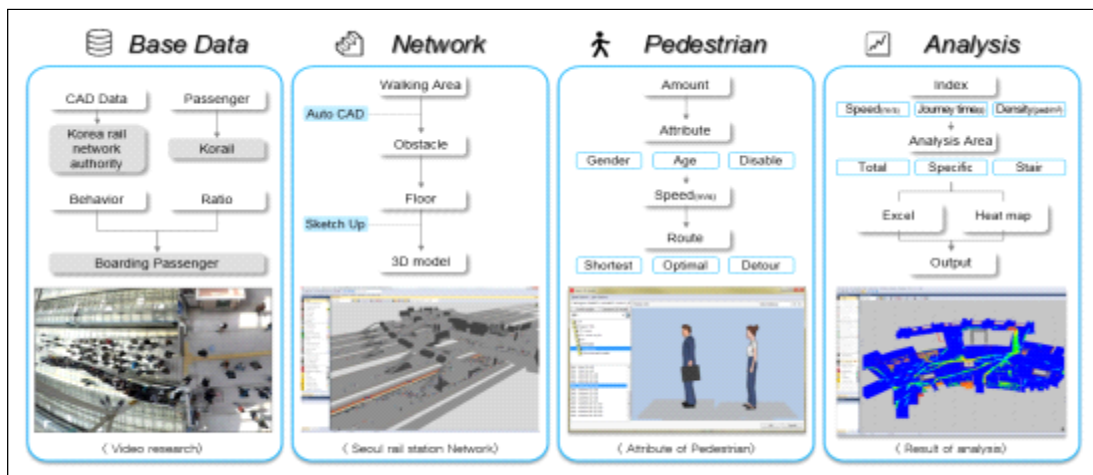 Base Data
CAD Data
Passenger
Korea rail
network
authority
Korail
Behavior
Ratio
Boarding Passenger
( Video research)
Network
Walking Area
Auto CAD
Obstacle
Floor
Sketch Up
3D model
( Seoul rail station Network)
Pedestrian
Amount
Attribute
Gender
Age
Disable
Speed(m/s)
Route
Shortest
Optimal
Detour
( Attribute of Pedestrian)
Analysis
Index
Speed(m/s)
Journey time(s)
Density(ped/m²)
Analysis Area
Total
Specific
Stair
Excel
Heat map
Output
( Result of analysis)